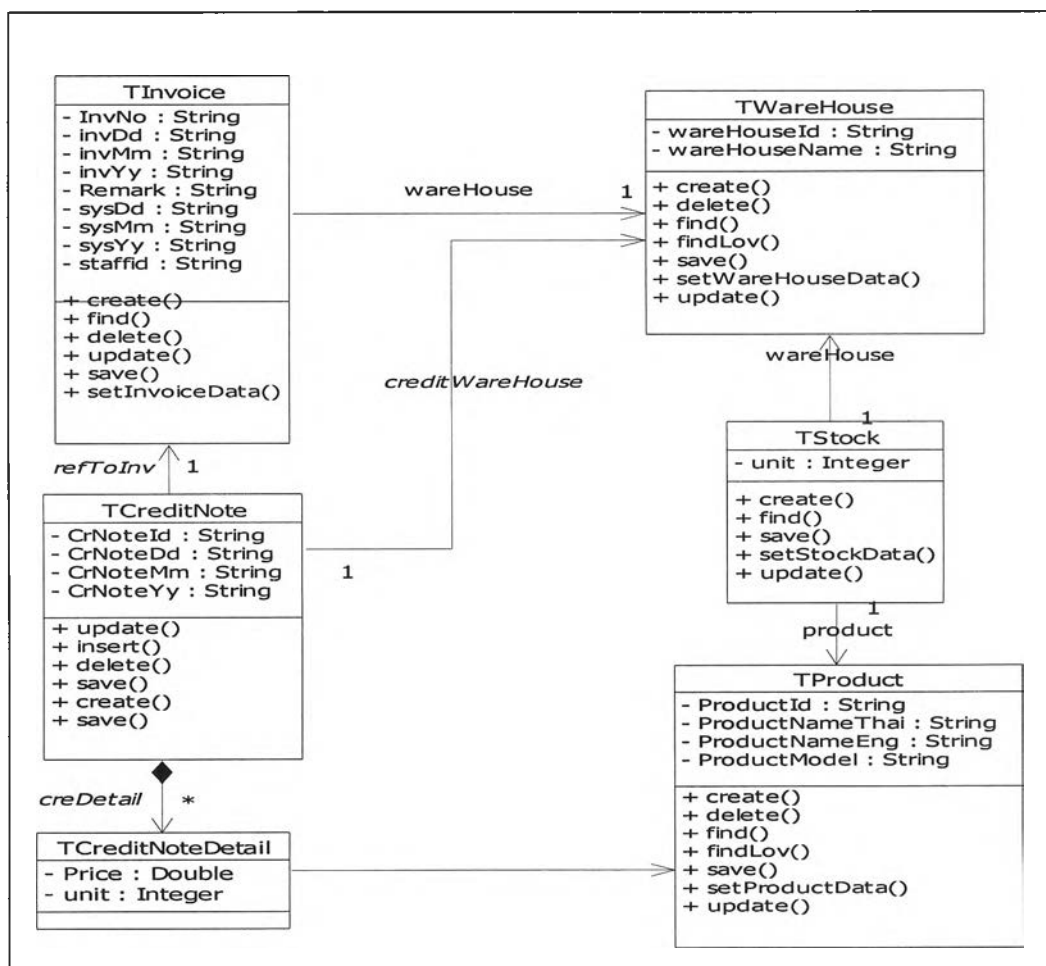 TInvoice
- InvNo : String
- invDd : String
- invMm : String
- invYy : String
- Remark : String
- sysDd : String
- sysMm : String
- sysYy : String
- staffid : String
+ create()
+ find()
+ delete()
+ update()
+ save()
+ setInvoiceData()
wareHouse
1
TWareHouse
- wareHouseId : String
- wareHouseName : String
+ create()
+ delete()
+ find()
+ findLov()
+ save()
+ setWareHouseData()
+ update()
creditWareHouse
wareHouse
1
TStock
- unit : Integer
+ create()
+ find()
+ save()
+ setStockData()
+ update()
1
product
refToInv
1
TCreditNote
- CrNoteId : String
- CrNoteDd : String
- CrNoteMm : String
- CrNoteYy : String
+ update()
+ insert()
+ delete()
+ save()
+ create()
+ save()
1
TProduct
- ProductId : String
- ProductNameThai : String
- ProductNameEng : String
- ProductModel : String
+ create()
+ delete()
+ find()
+ findLov()
+ save()
+ setProductData()
+ update()
creDetail
*
TCreditNoteDetail
- Price : Double
- unit : Integer